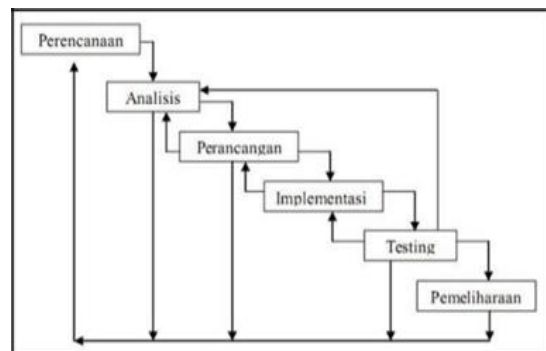 Perencanaan
Analisis
Perancangan
Implementasi
Testing
Pemeliharaan